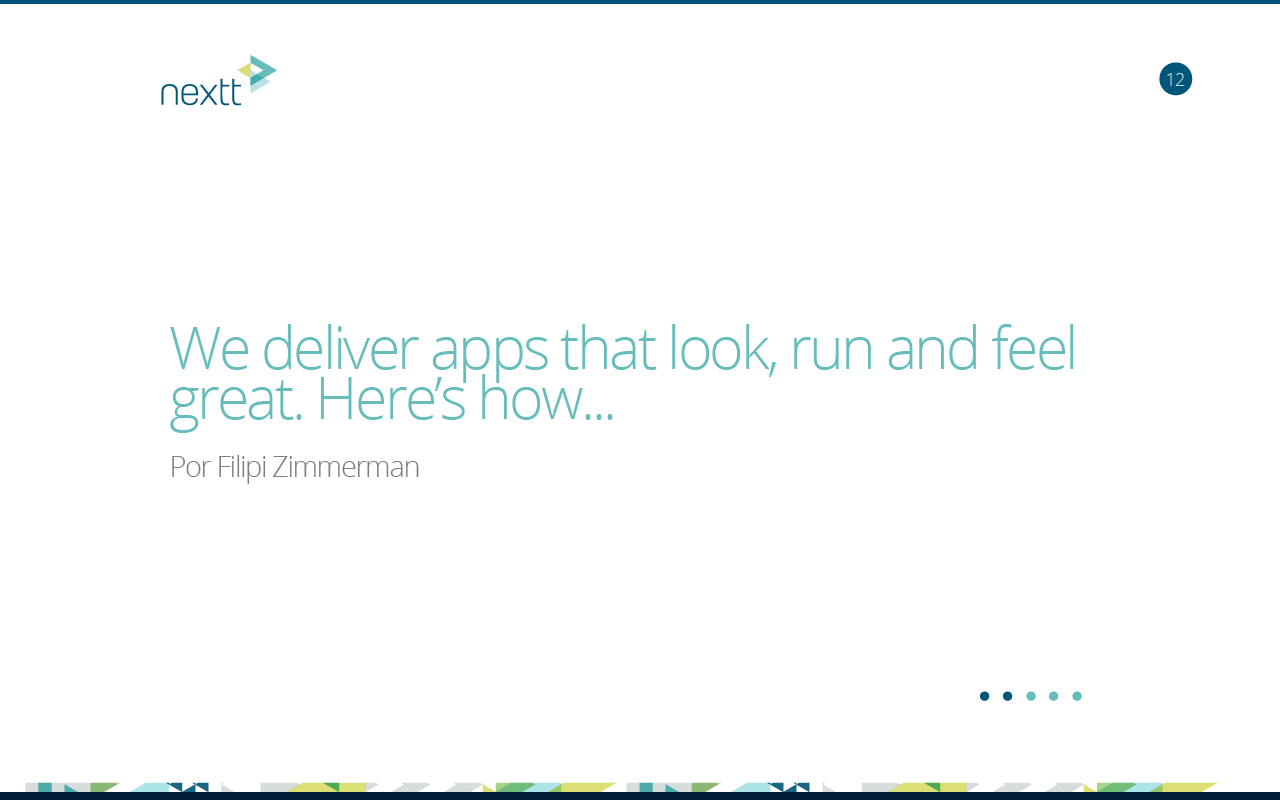 nextt
12
We deliver apps that look, run and feel
great. Here’s how...
Por Filipi Zimmerman